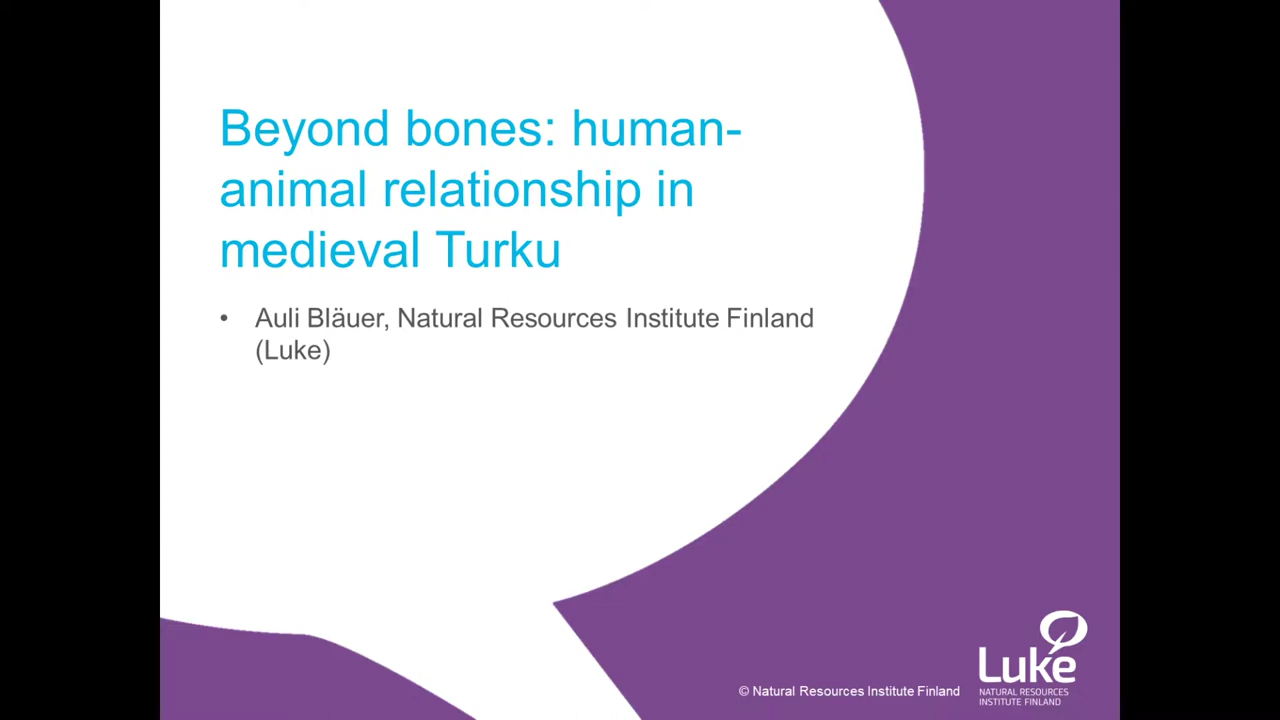 Beyond bones: human-
animal relationship in
medieval Turku
• Auli Bläuer, Natural Resources Institute Finland
(Luke)
Luke
NATURAL RESOURCES
INSTITUTE FINLAND
© Natural Resources Institute Finland